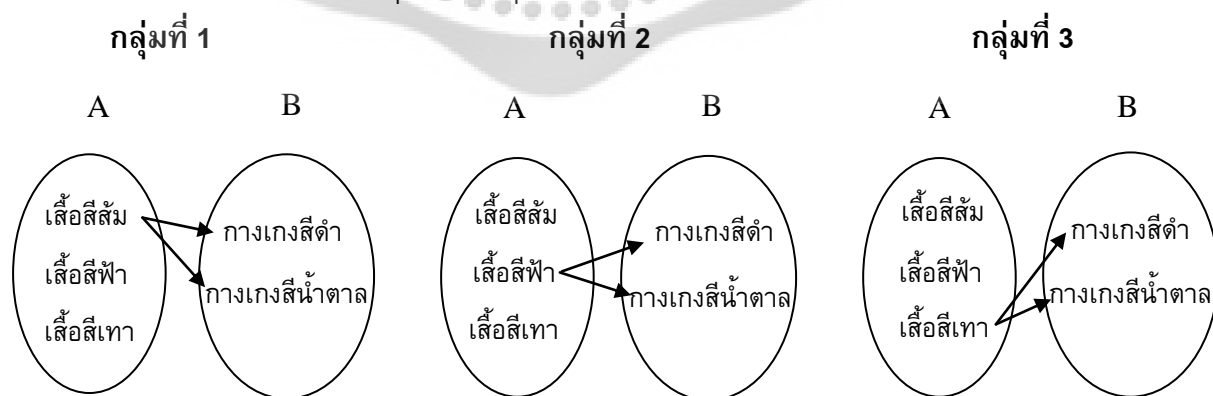 กลุ่มที่ 1
กลุ่มที่ 2
กลุ่มที่ 3
A B
A B
A B
เสื้อสีส้ม
เสื้อสีฟ้า
เสื้อสีเทา
กางเกงสีดำ
กางเกงสีน้ำตาล
เสื้อสีส้ม
เสื้อสีฟ้า
เสื้อสีเทา
กางเกงสีดำ
กางเกงสีน้ำตาล
เสื้อสีส้ม
เสื้อสีฟ้า
เสื้อสีเทา
กางเกงสีดำ
กางเกงสีน้ำตาล